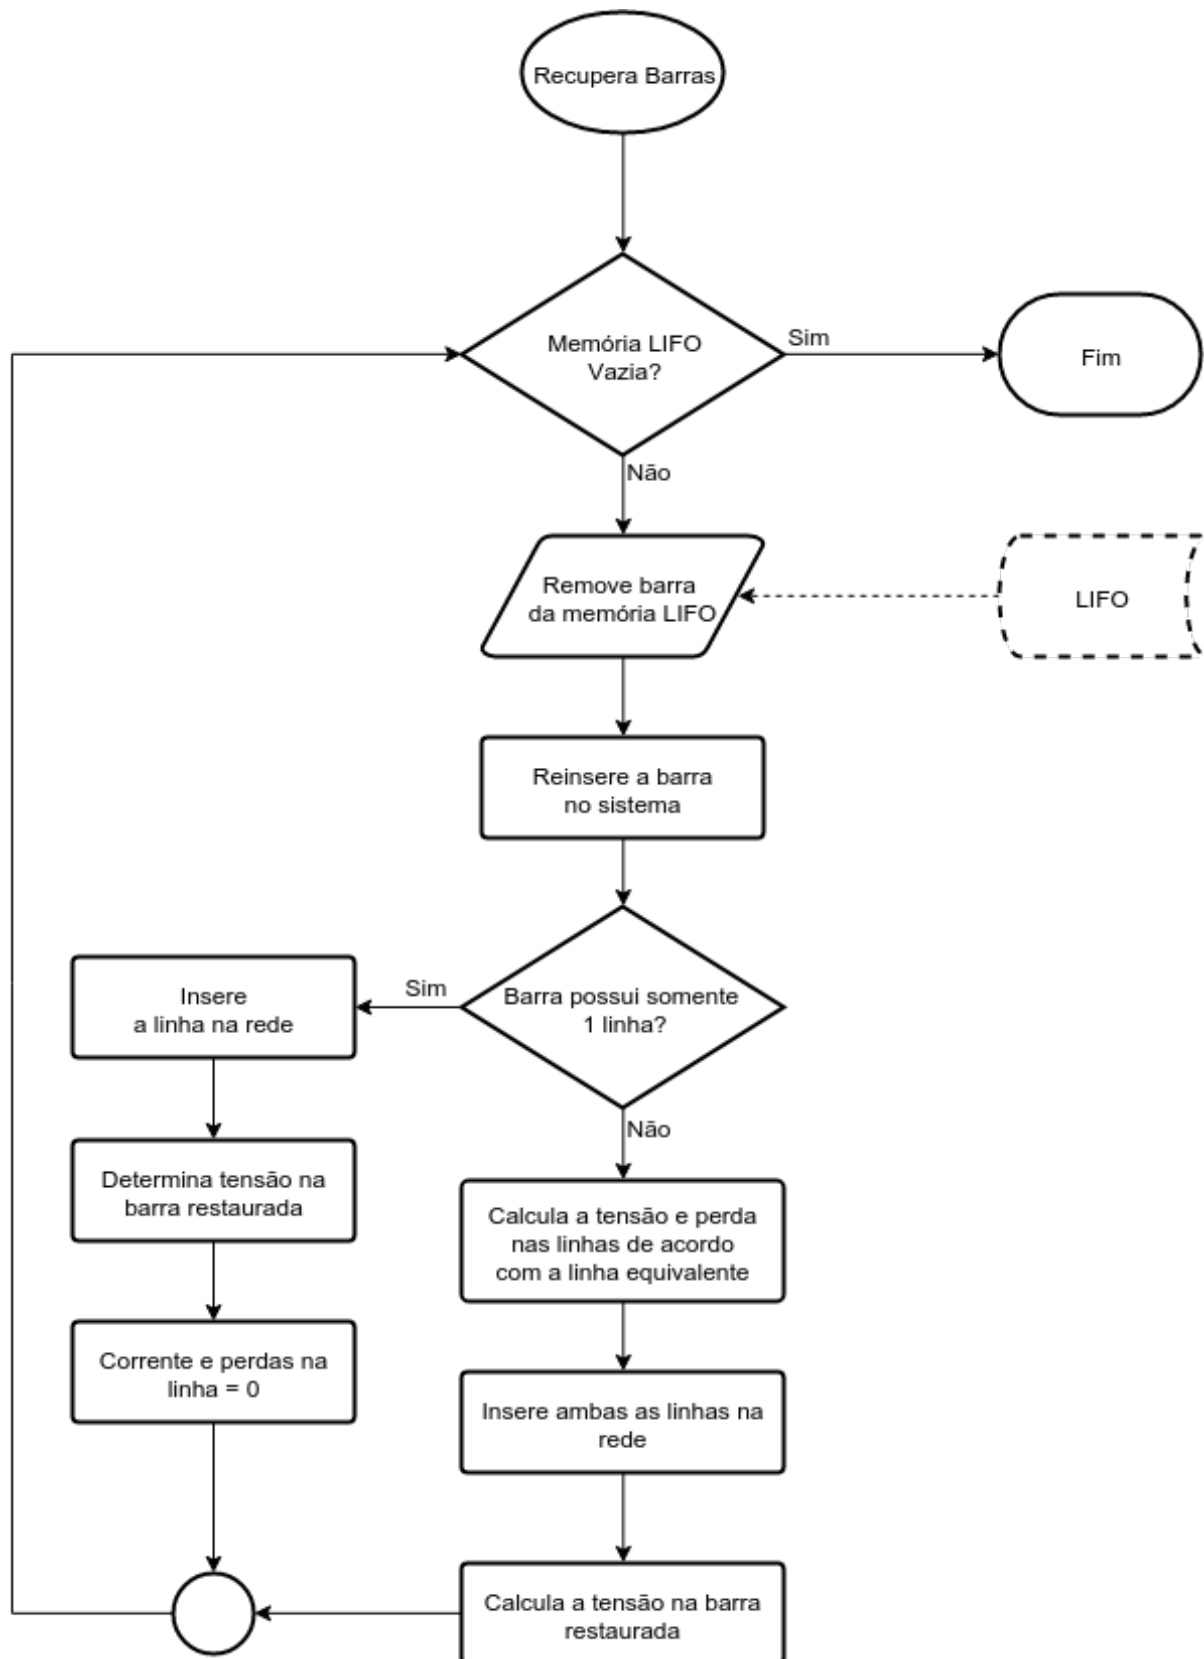 Recupera Barras
Memória LIFO
Vazia?
Sim
Fim
Não
Remove barra
da memória LIFO
LIFO
Reinsere a barra
no sistema
Barra possui somente
1 linha?
Sim
Insere
a linha na rede
Não
Determina tensão na
barra restaurada
Calcula a tensão e perda
nas linhas de acordo
com a linha equivalente
Corrente e perdas na
linha = 0
Insere ambas as linhas na
rede
Calcula a tensão na barra
restaurada